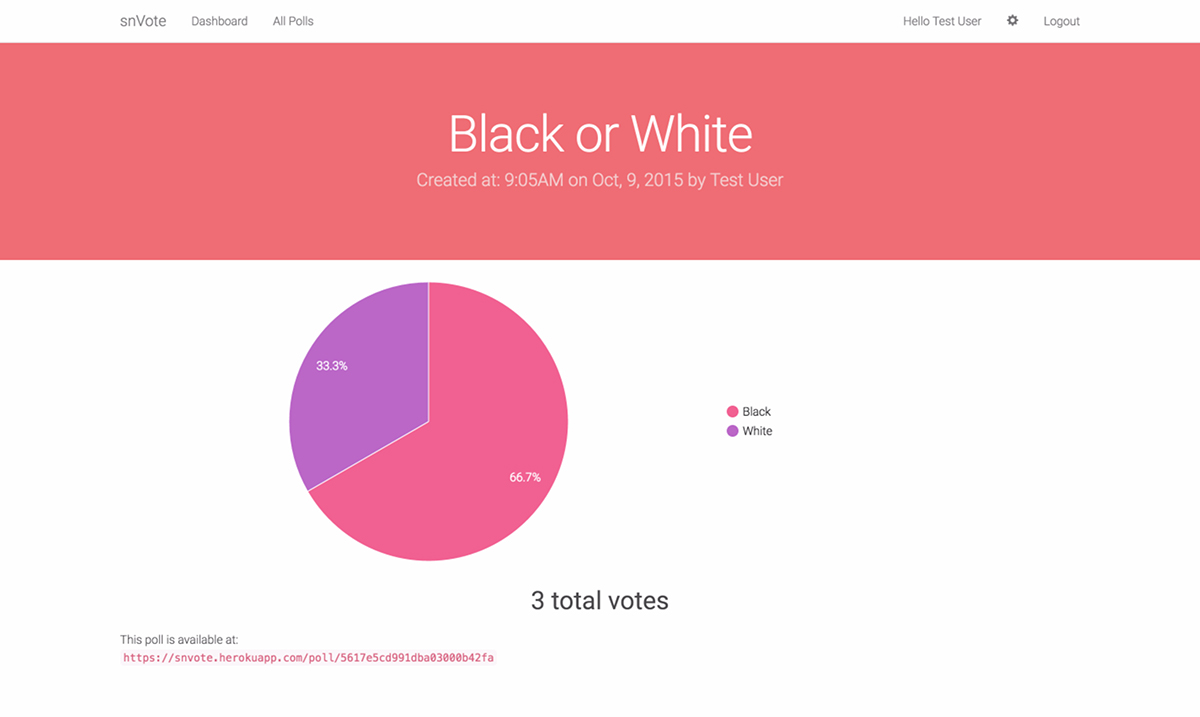 snVote Dashboard All Polls Hello Test User Logout
Black or White
Created at: 9:05AM on Oct, 9, 2015 by Test User
33.3%
66.7%
Black
White
3 total votes
This poll is available at:
https://snvote.herokuapp.com/poll/5617e5cd991dba03000b42fa